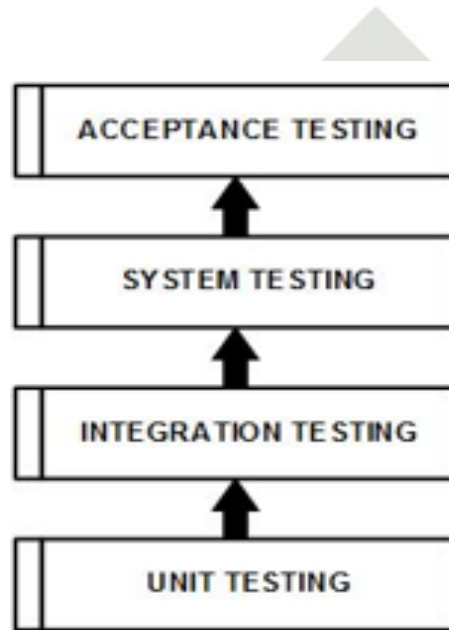 ACCEPTANCE TESTING
SYSTEM TESTING
INTEGRATION TESTING
UNIT TESTING